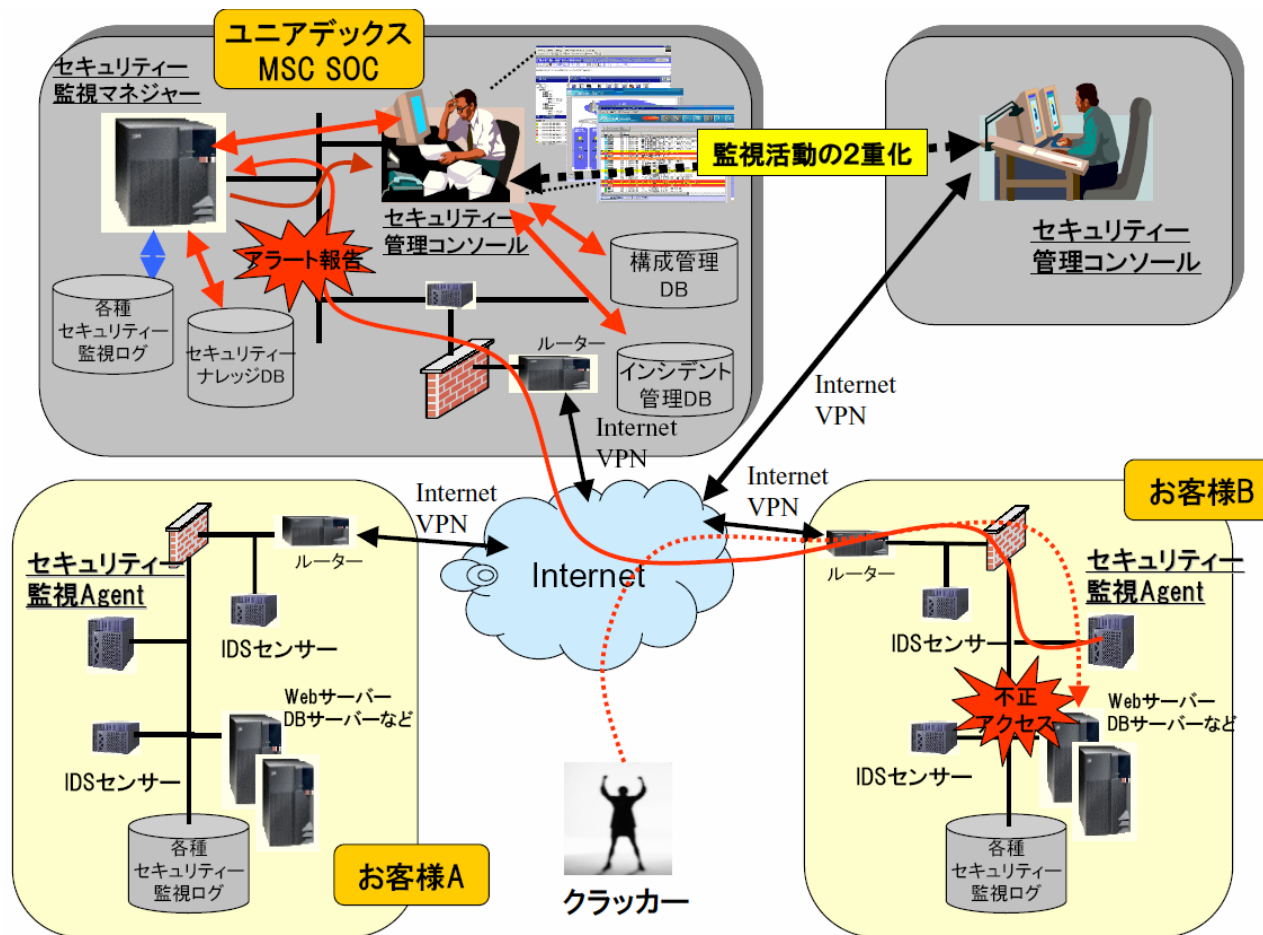 ユニアデックス
MSC SOC
セキュリティー
監視マネジャー
監視活動の2重化
セキュリティー
管理コンソール
セキュリティー
管理コンソール
アラート報告
構成管理
DB
各種
セキュリティー
監視ログ
セキュリティー
ナレッジDB
ルーター
インシデント
管理DB
Internet
VPN
Internet
VPN
Internet
VPN
Internet
VPN
お客様B
ルーター
セキュリティー
監視Agent
IDSセンサー
Internet
ルーター
セキュリティー
監視Agent
IDSセンサー
Webサーバー
DBサーバーなど
IDSセンサー
不正
アクセス
Webサーバー
DBサーバーなど
IDSセンサー
各種
セキュリティー
監視ログ
お客様A
クラッカー
各種
セキュリティー
監視ログ